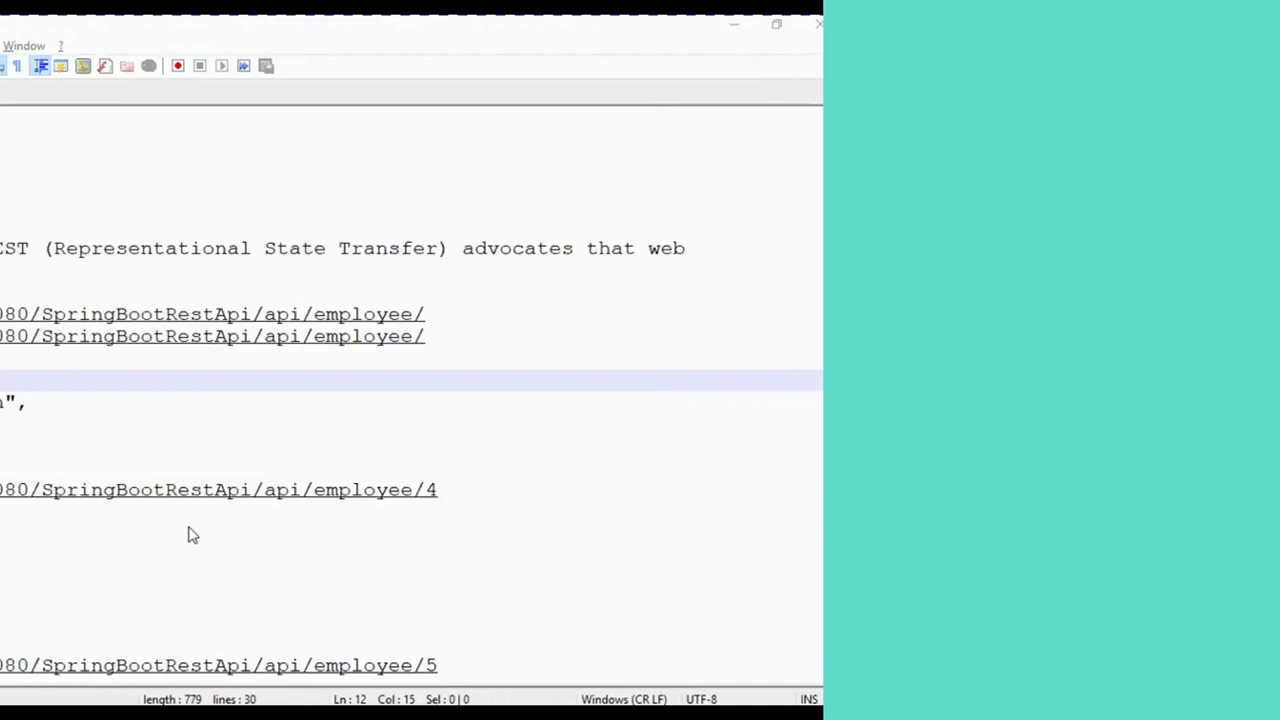 Window ?
EST (Representational State Transfer) advocates that web
080/SpringBootRestApi/api/employee/
080/SpringBootRestApi/api/employee/
",
080/SpringBootRestApi/api/employee/4
080/SpringBootRestApi/api/employee/5
length : 779 lines : 30 Ln : 12 Col : 15 Sel : 0 | 0 Windows (CR LF) UTF-8 INS